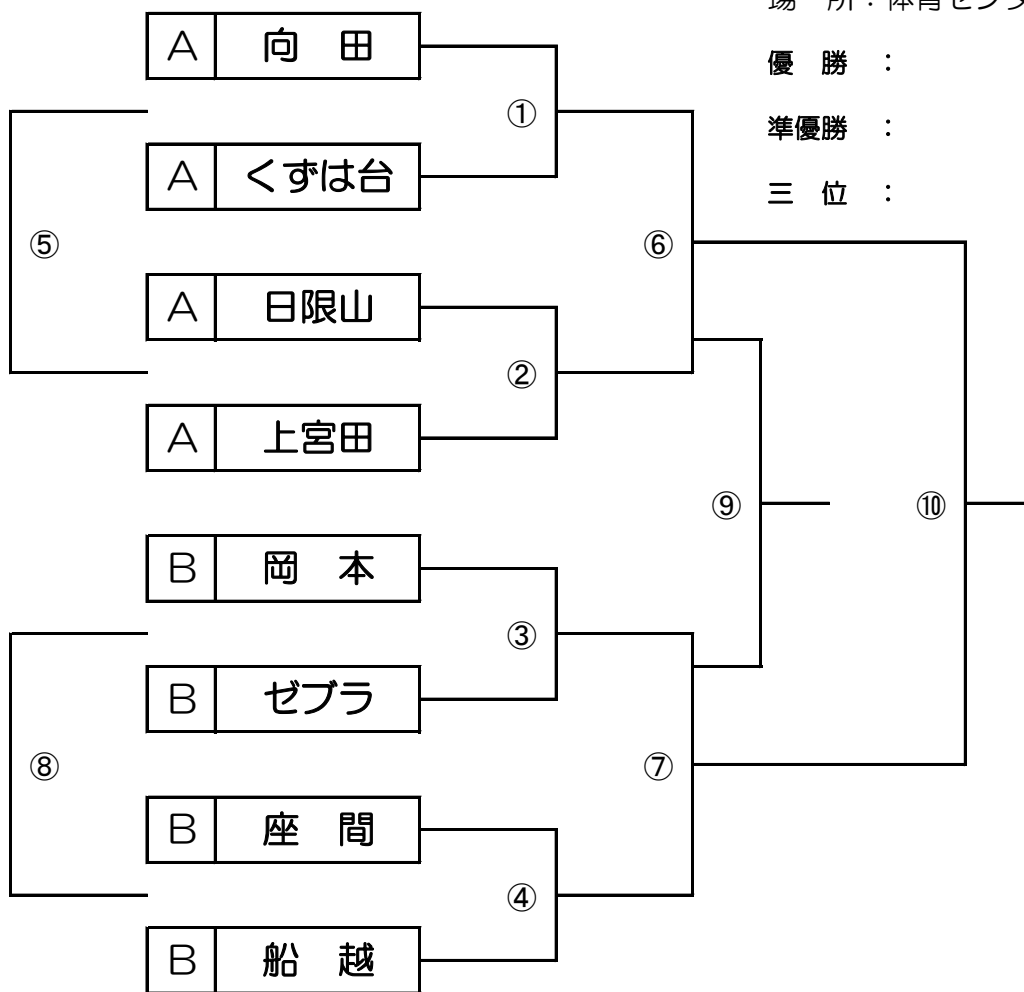 場　所：体育センタ
優　勝　：
準優勝　：
三　位　：
A 向　田
①
A くずは台
⑤
⑥
A 日限山
②
A 上宮田
⑨
⑩
B 岡　本
③
B ゼブラ
⑧
⑦
B 座　間
④
B 船　越